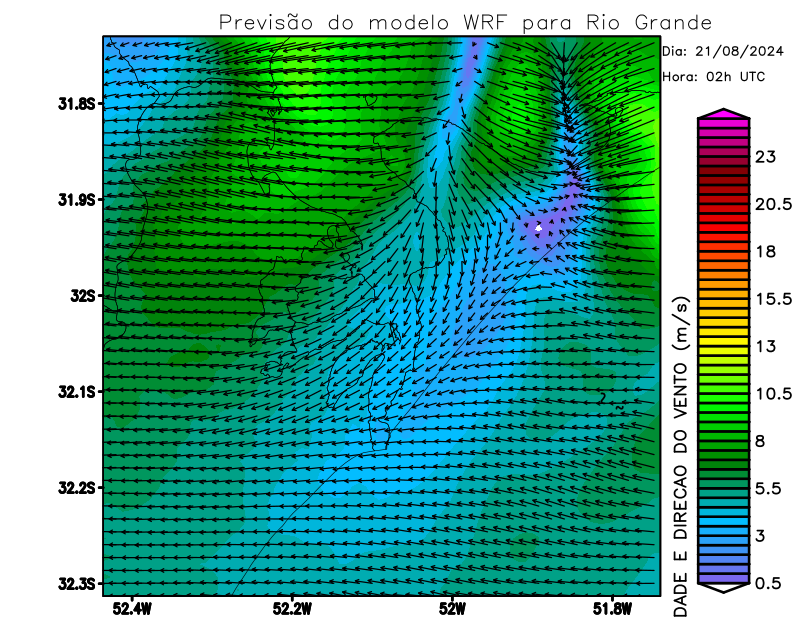 Previsão do modelo WRF para Rio Grande
Dia: 21/08/2024
Hora: 02h UTC
31.8S
31.9S
32S
32.1S
32.2S
32.3S
52.4W
52.2W
52W
51.8W
DADE E DIRECAO DO VENTO (m/s)
23
20.5
18
15.5
13
10.5
8
5.5
3
0.5